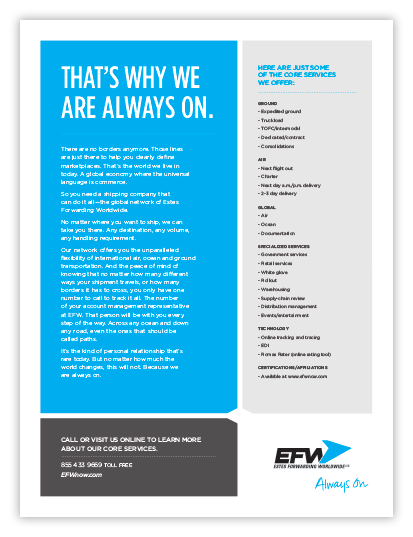 THAT'S WHY WE
ARE ALWAYS ON.
There are no borders anymore. Those lines
are just there to help you clearly define
marketplaces. That's the world we live in
today. A global economy where the universal
language is commerce.
So you need a shipping company that
can do it all—the global network of Estes
Forwarding Worldwide.
No matter where you want to ship, we can
take you there. Any destination, any volume,
any handling requirement.
Our network offers you the unparalleled
flexibility of international air, ocean and ground
transportation. And the peace of mind of
knowing that no matter how many different
ways your shipment travels, or how many
borders it has to cross, you only have one
number to call to track it all. The number
of your account management representative
at EFW. That person will be with you every
step of the way. Across any ocean and down
any road, even the ones that should be
called paths.
It's the kind of personal relationship that's
rare today. But no matter how much the
world changes, this will not. Because we
are always on.
HERE ARE JUST SOME
OF THE CORE SERVICES
WE OFFER:
GROUND
- Expedited ground
- Truckload
- TOFC/Intermodal
- Dedicated/contract
- Consolidations
AIR
- Next flight out
- Charter
- Next day a.m./p.m. delivery
- 2-3 day delivery
GLOBAL
- Air
- Ocean
- Documentation
SPECIALIZED SERVICES
- Government services
- Retail services
- White glove
- Rollout
- Warehousing
- Supply-chain review
- Distribution management
- Events/entertainment
TECHNOLOGY
- Online tracking and tracing
- EDI
- Forms Rater (online rating tool)
CERTIFICATIONS/AFFILIATIONS
- Available at www.efwnow.com
CALL OR VISIT US ONLINE TO LEARN MORE
ABOUT OUR CORE SERVICES.
855 433 9669 TOLL FREE
EFWnow.com
EFW
ESTES FORWARDING WORLDWIDE
Always On